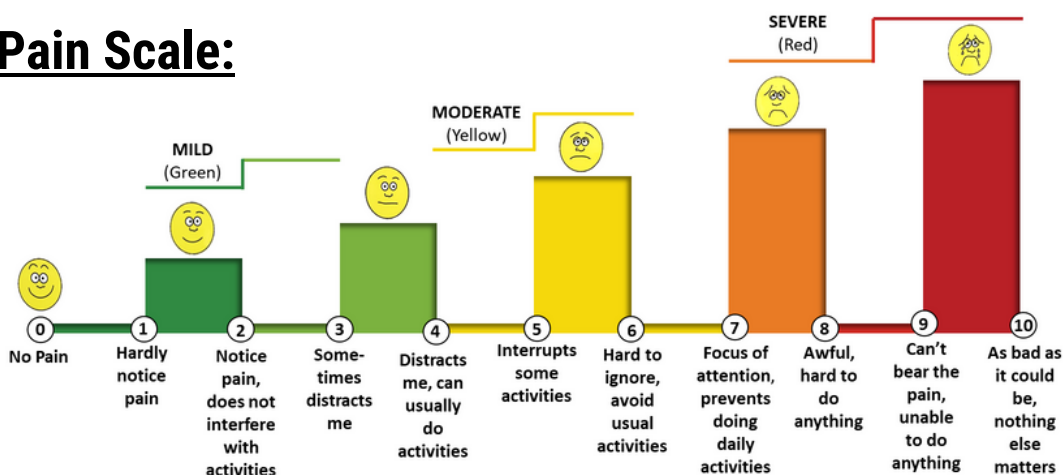 Pain Scale:
SEVERE
(Red)
MODERATE
(Yellow)
MILD
(Green)
0
1
2
3
4
5
6
7
8
9
10
No Pain
Hardly
notice
pain
Notice
pain,
does not
interfere
with
activities
Some-
times
distracts
me
Distracts
me, can
usually
do
activities
Interrupts
some
activities
Hard to
ignore,
avoid
usual
activities
Focus of
attention,
prevents
doing
daily
activities
Awful,
hard to
do
anything
Can't
bear the
pain,
unable
to do
anything
As bad as
it could
be,
nothing
else
matters